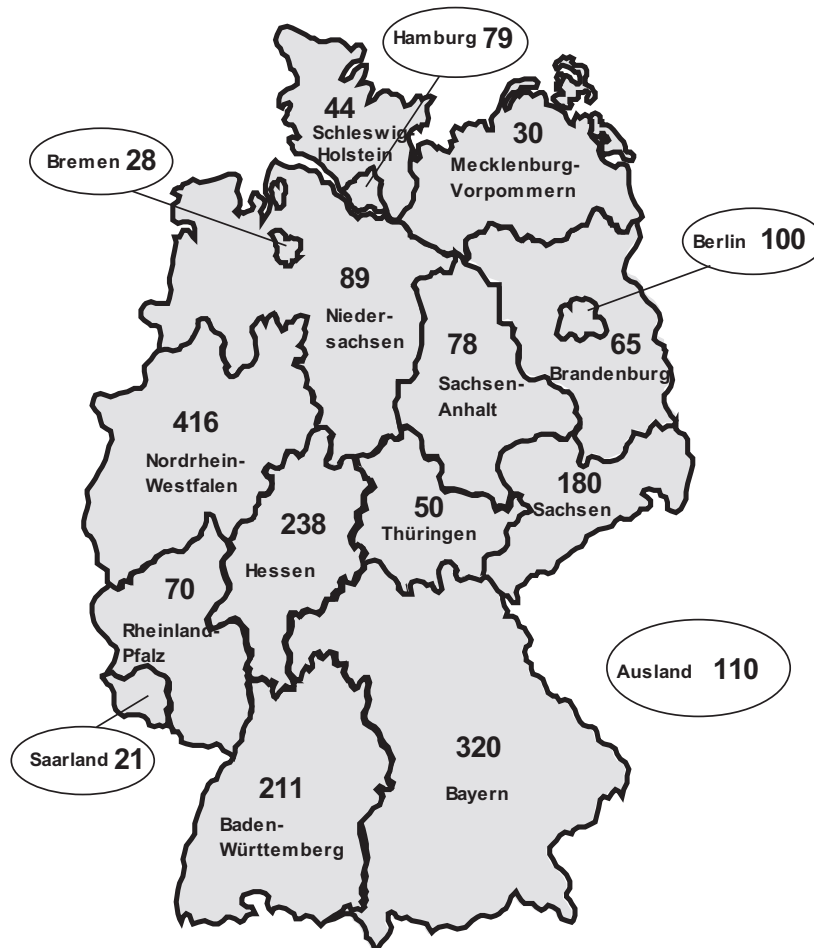 Hamburg 79
44
Schleswig
Holstein
30
Mecklenburg-
Vorpommern
Bremen 28
Berlin 100
89
Nieder-
sachsen
78
Sachsen-
Anhalt
65
Brandenburg
416
Nordrhein-
Westfalen
238
Hessen
50
Thüringen
180
Sachsen
70
Rheinland-
Pfalz
Ausland 110
Saarland 21
320
Bayern
211
Baden-
Württemberg